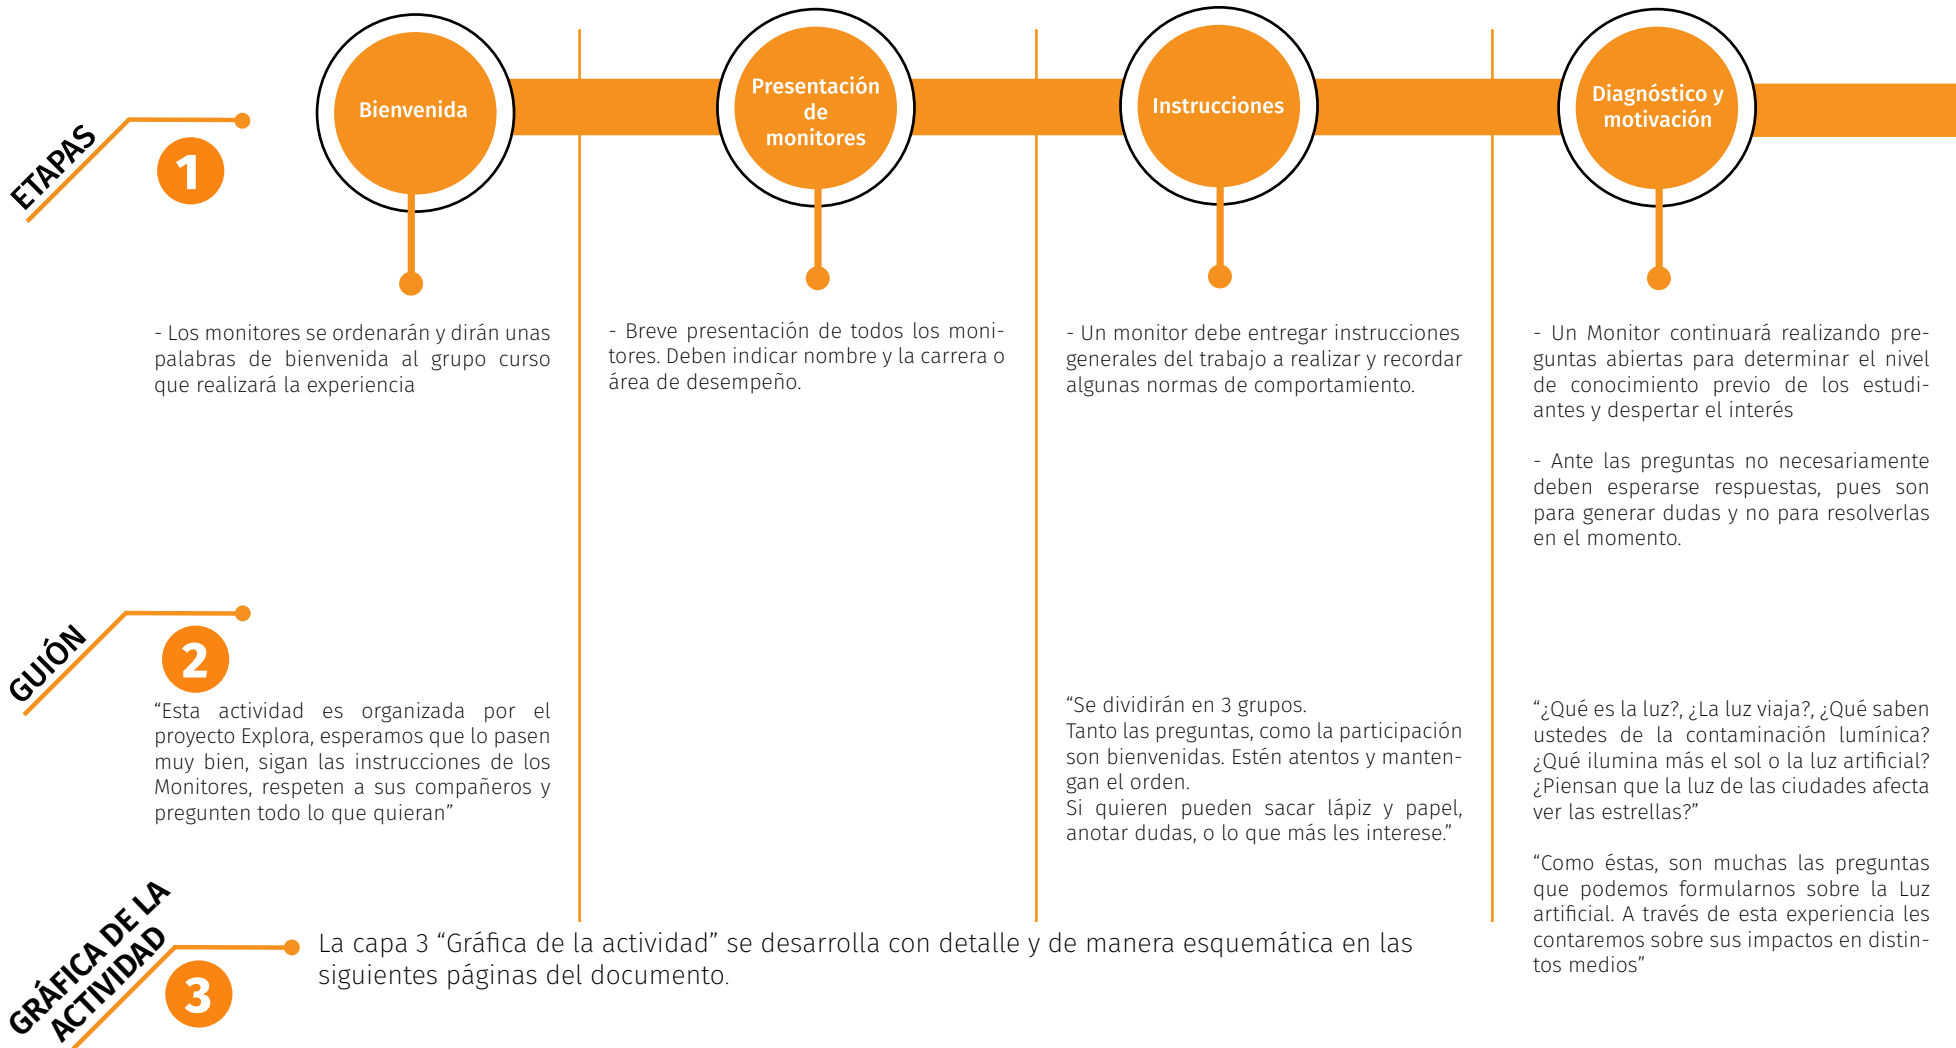 ETAPAS
1
Bienvenida
Presentación
de
monitores
Instrucciones
Diagnóstico y
motivación
- Los monitores se ordenarán y dirán unas
palabras de bienvenida al grupo curso
que realizará la experiencia
- Breve presentación de todos los moni-
tores. Deben indicar nombre y la carrera o
área de desempeño.
- Un monitor debe entregar instrucciones
generales del trabajo a realizar y recordar
algunas normas de comportamiento.
- Un Monitor continuará realizando pre-
guntas abiertas para determinar el nivel
de conocimiento previo de los estudi-
antes y despertar el interés
- Ante las preguntas no necesariamente
deben esperarse respuestas, pues son
para generar dudas y no para resolverlas
en el momento.
GUIÓN
2
“Esta actividad es organizada por el
proyecto Explora, esperamos que lo pasen
muy bien, sigan las instrucciones de los
Monitores, respeten a sus compañeros y
pregunten todo lo que quieran”
“Se dividirán en 3 grupos.
Tanto las preguntas, como la participación
son bienvenidas. Estén atentos y manten-
gan el orden.
Si quieren pueden sacar lápiz y papel,
anotar dudas, o lo que más les interese.”
“¿Qué es la luz?, ¿La luz viaja?, ¿Qué saben
ustedes de la contaminación lumínica?
¿Qué ilumina más el sol o la luz artificial?
¿Piensan que la luz de las ciudades afecta
ver las estrellas?”
“Como éstas, son muchas las preguntas
que podemos formularnos sobre la Luz
artificial. A través de esta experiencia les
contaremos sobre sus impactos en distin-
tos medios”
GRÁFICA DE LA
ACTIVIDAD
3
La capa 3 “Gráfica de la actividad” se desarrolla con detalle y de manera esquemática en las
siguientes páginas del documento.